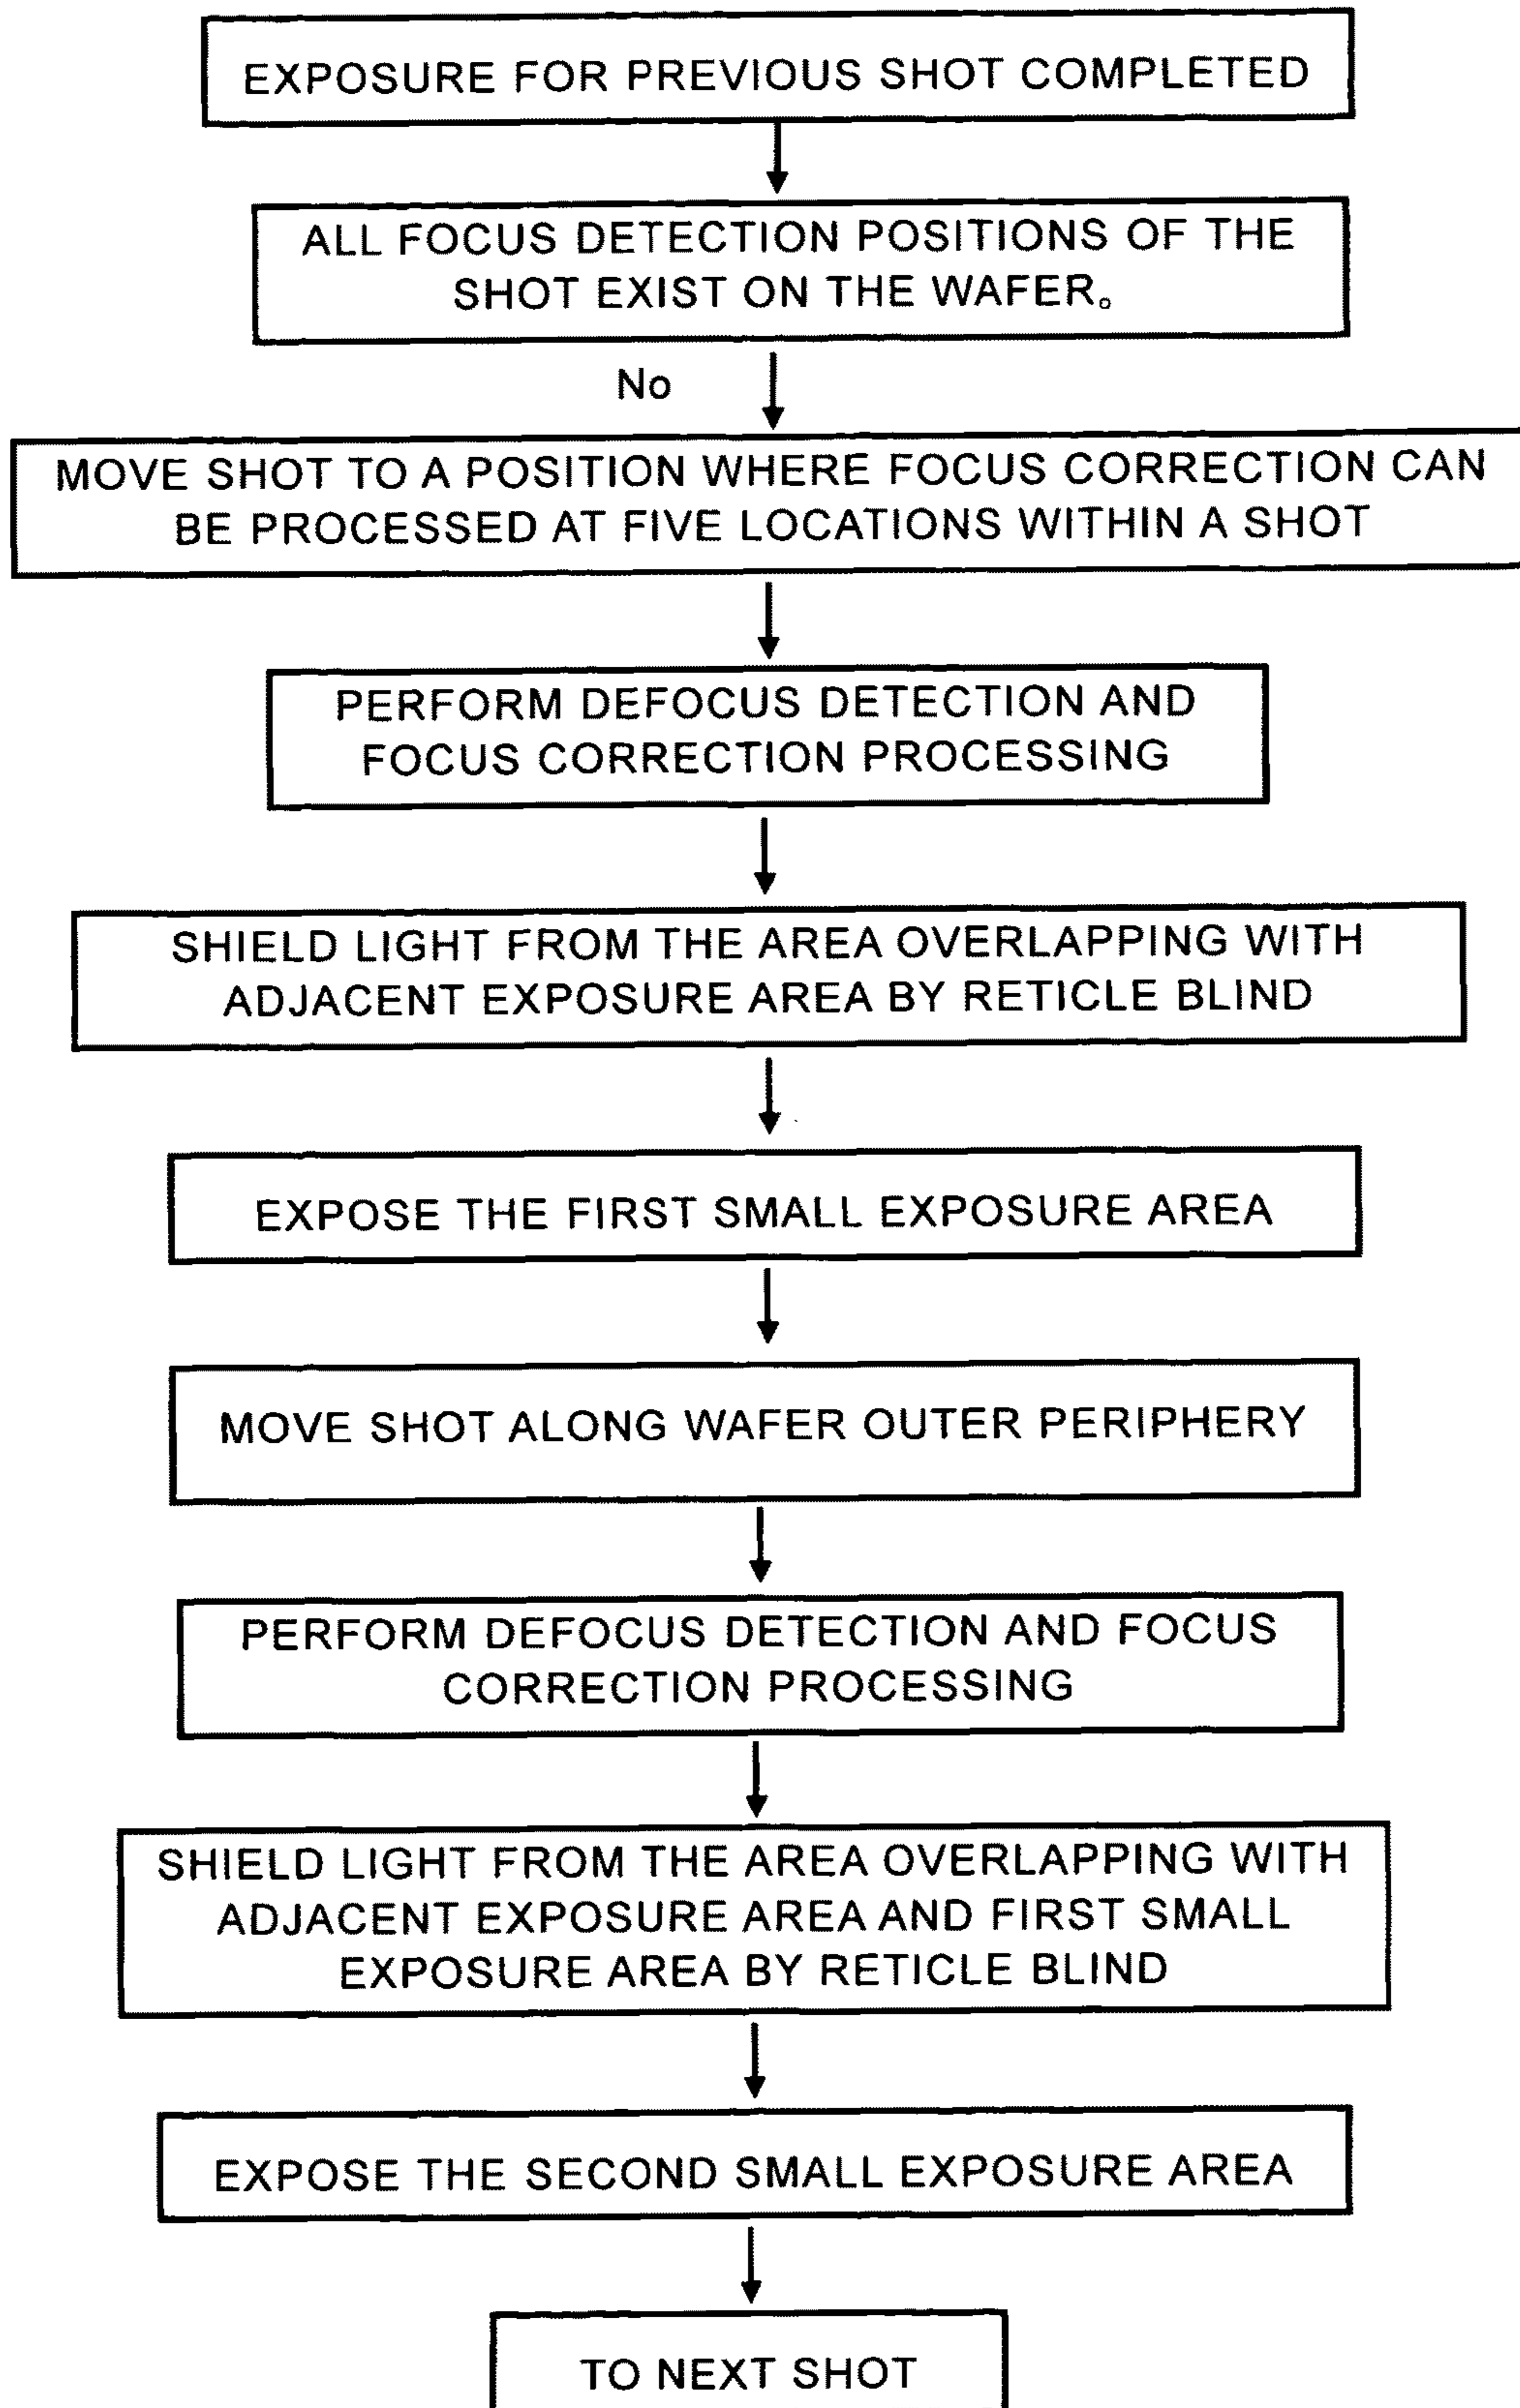 EXPOSURE FOR PREVIOUS SHOT COMPLETED
ALL FOCUS DETECTION POSITIONS OF THE
SHOT EXIST ON THE WAFER。
No
MOVE SHOT TO A POSITION WHERE FOCUS CORRECTION CAN
BE PROCESSED AT FIVE LOCATIONS WITHIN A SHOT
PERFORM DEFOCUS DETECTION AND
FOCUS CORRECTION PROCESSING
SHIELD LIGHT FROM THE AREA OVERLAPPING WITH
ADJACENT EXPOSURE AREA BY RETICLE BLIND
EXPOSE THE FIRST SMALL EXPOSURE AREA
MOVE SHOT ALONG WAFER OUTER PERIPHERY
PERFORM DEFOCUS DETECTION AND FOCUS
CORRECTION PROCESSING
SHIELD LIGHT FROM THE AREA OVERLAPPING WITH
ADJACENT EXPOSURE AREA AND FIRST SMALL
EXPOSURE AREA BY RETICLE BLIND
EXPOSE THE SECOND SMALL EXPOSURE AREA
TO NEXT SHOT